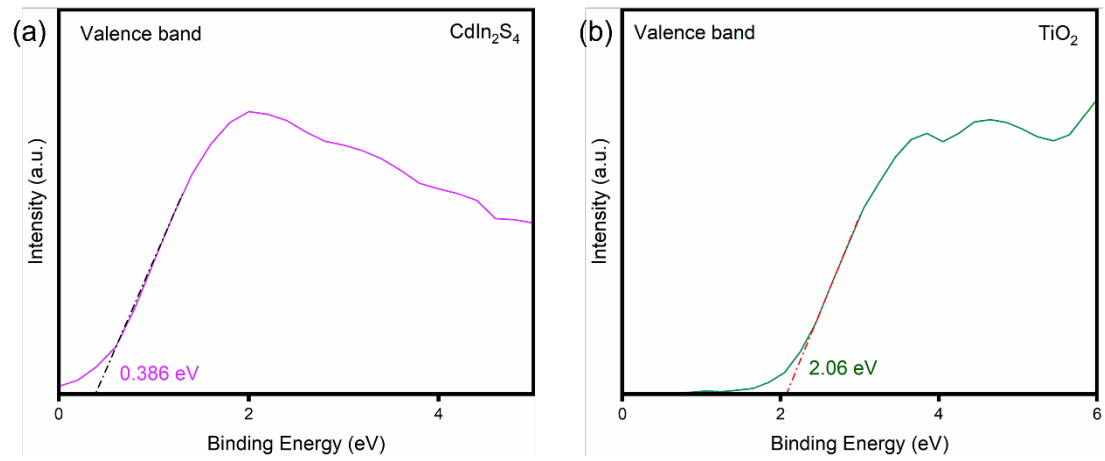 (a)
Valence band
CdIn₂S₄
Intensity (a.u.)
0.386 eV
0
2
4
Binding Energy (eV)
(b)
Valence band
TiO₂
Intensity (a.u.)
2.06 eV
0
2
4
6
Binding Energy (eV)